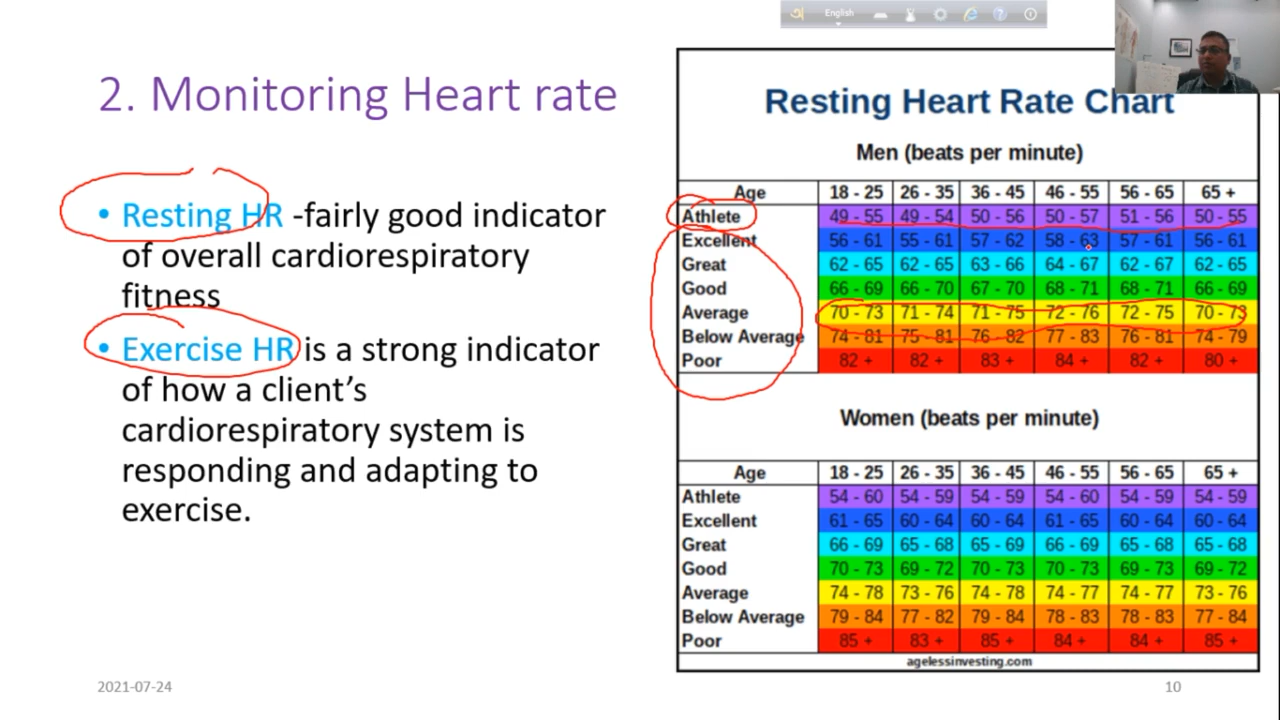 অ English
2. Monitoring Heart rate
• Resting HR -fairly good indicator
of overall cardiorespiratory
fitness
• Exercise HR is a strong indicator
of how a client’s
cardiorespiratory system is
responding and adapting to
exercise.
2021-07-24
Resting Heart Rate Chart
Men (beats per minute)
Age 18 - 25 26 - 35 36 - 45 46 - 55 56 - 65 65 +
Athlete 49 - 55 49 - 54 50 - 56 50 - 57 51 - 56 50 - 55
Excellent 56 - 61 55 - 61 57 - 62 58 - 63 57 - 61 56 - 61
Great 62 - 65 62 - 65 63 - 66 64 - 67 62 - 67 62 - 65
Good 66 - 69 66 - 70 67 - 70 68 - 71 68 - 71 66 - 69
Average 70 - 73 71 - 74 71 - 75 72 - 76 72 - 75 70 - 73
Below Average 74 - 81 75 - 81 76 - 82 77 - 83 76 - 81 74 - 79
Poor 82 + 82 + 83 + 84 + 82 + 80 +
Women (beats per minute)
Age 18 - 25 26 - 35 36 - 45 46 - 55 56 - 65 65 +
Athlete 54 - 60 54 - 59 54 - 59 54 - 60 54 - 59 54 - 59
Excellent 61 - 65 60 - 64 60 - 64 61 - 65 60 - 64 60 - 64
Great 66 - 69 65 - 68 65 - 69 66 - 69 65 - 68 65 - 68
Good 70 - 73 69 - 72 70 - 73 70 - 73 69 - 73 69 - 72
Average 74 - 78 73 - 76 74 - 78 74 - 77 74 - 77 73 - 76
Below Average 79 - 84 77 - 82 79 - 84 78 - 83 78 - 83 77 - 84
Poor 85 + 83 + 85 + 84 + 84 + 85 +
agelessinvesting.com
10